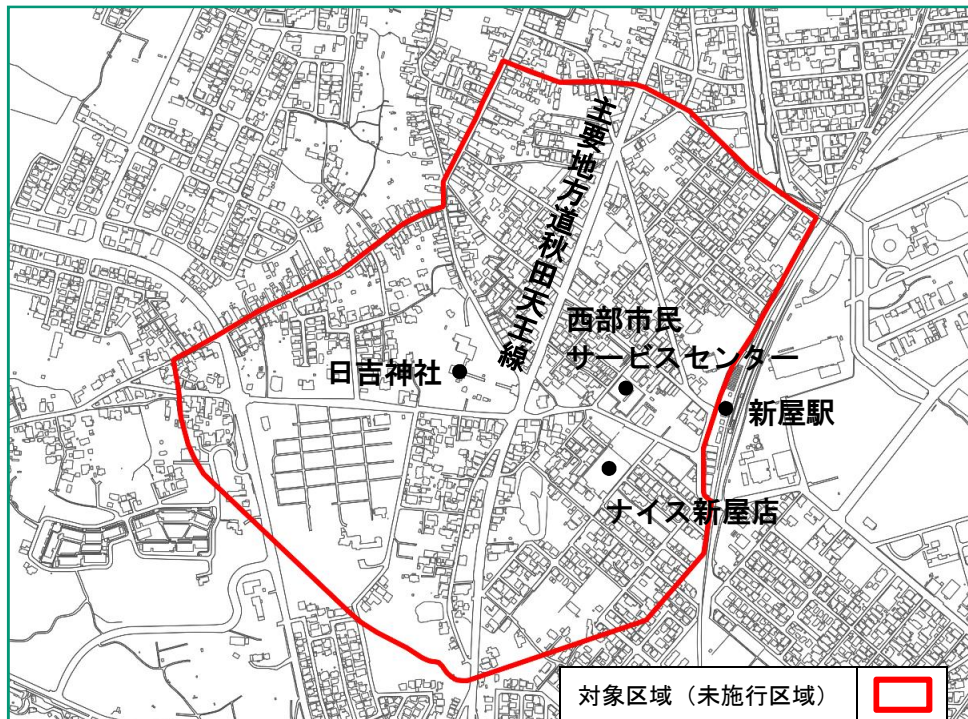 主要地方道秋田天王線
西部市民
サービスセンター
日吉神社
新屋駅
ナイス新屋店
対象区域（未施行区域）